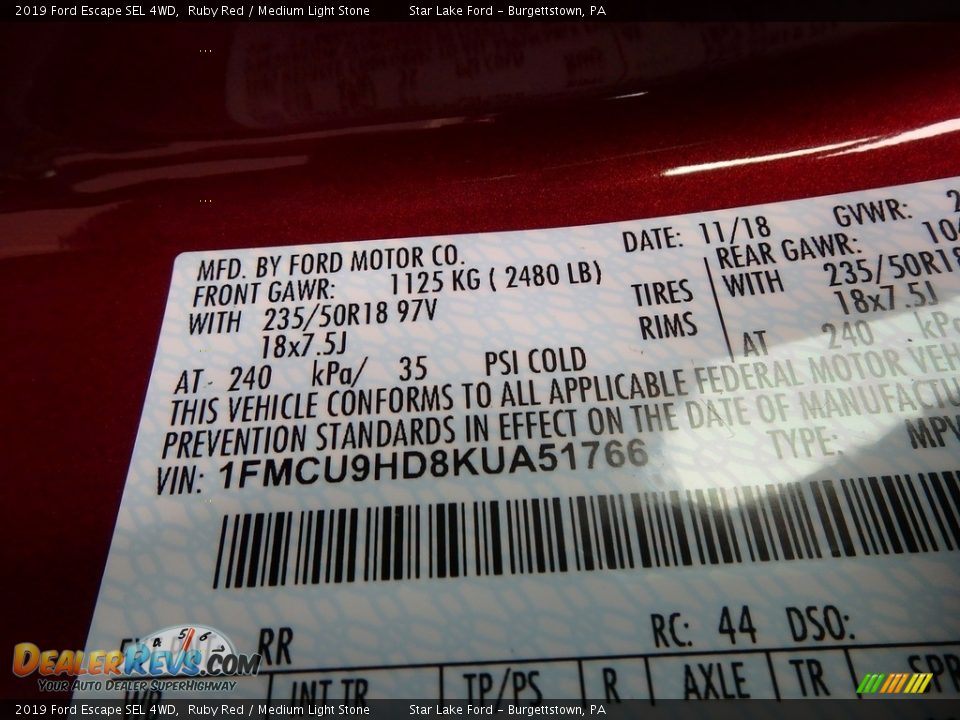 2019 Ford Escape SEL 4WD, Ruby Red / Medium Light Stone Star Lake Ford - Burgettstown, PA
MFD. BY FORD MOTOR CO. DATE: 11/18 GVWR:
FRONT GAWR: 1125 KG ( 2480 LB) REAR GAWR:
WITH 235/50R18 97V TIRES WITH 235/50R18
18x7.5J RIMS 18x7.5J
AT 240 kPa/ 35 PSI COLD AT 240 kPa
THIS VEHICLE CONFORMS TO ALL APPLICABLE FEDERAL MOTOR VEH
PREVENTION STANDARDS IN EFFECT ON THE DATE OF MANUFACTU
VIN: 1FMCU9HD8KUA51766 TYPE: MPV
RR RC: 44 DSO:
INT TR TP/PS R AXLE TR SPR
DEALERREVS.COM
YOUR AUTO DEALER SUPERHIGHWAY
2019 Ford Escape SEL 4WD, Ruby Red / Medium Light Stone Star Lake Ford - Burgettstown, PA